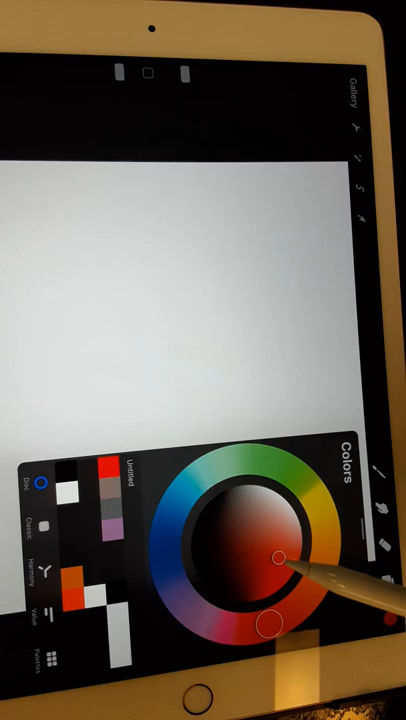 Gallery
Colors
Untitled
Disc
Classic
Harmony
Value
Palettes